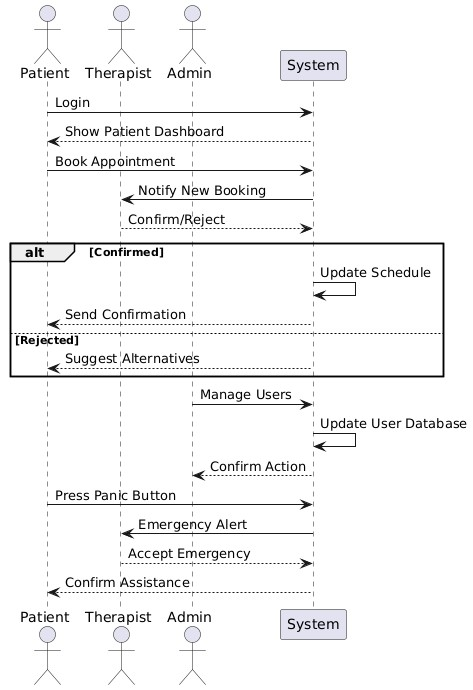 Patient Therapist Admin System
Login
Show Patient Dashboard
Book Appointment
Notify New Booking
Confirm/Reject
alt [Confirmed]
Update Schedule
Send Confirmation
[Rejected]
Suggest Alternatives
Manage Users
Update User Database
Confirm Action
Press Panic Button
Emergency Alert
Accept Emergency
Confirm Assistance
Patient Therapist Admin System